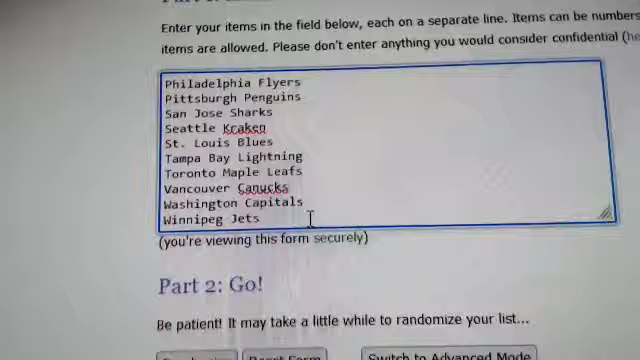 Enter your items in the field below, each on a separate line. Items can be numbers
items are allowed. Please don't enter anything you would consider confidential
Philadelphia Flyers
Pittsburgh Penguins
San Jose Sharks
Seattle Kraken
St. Louis Blues
Tampa Bay Lightning
Toronto Maple Leafs
Vancouver Canucks
Washington Capitals
Winnipeg Jets
(you're viewing this form securely)
Part 2: Go!
Be patient! It may take a little while to randomize your list...
Reset Form
Switch to Advanced Mode